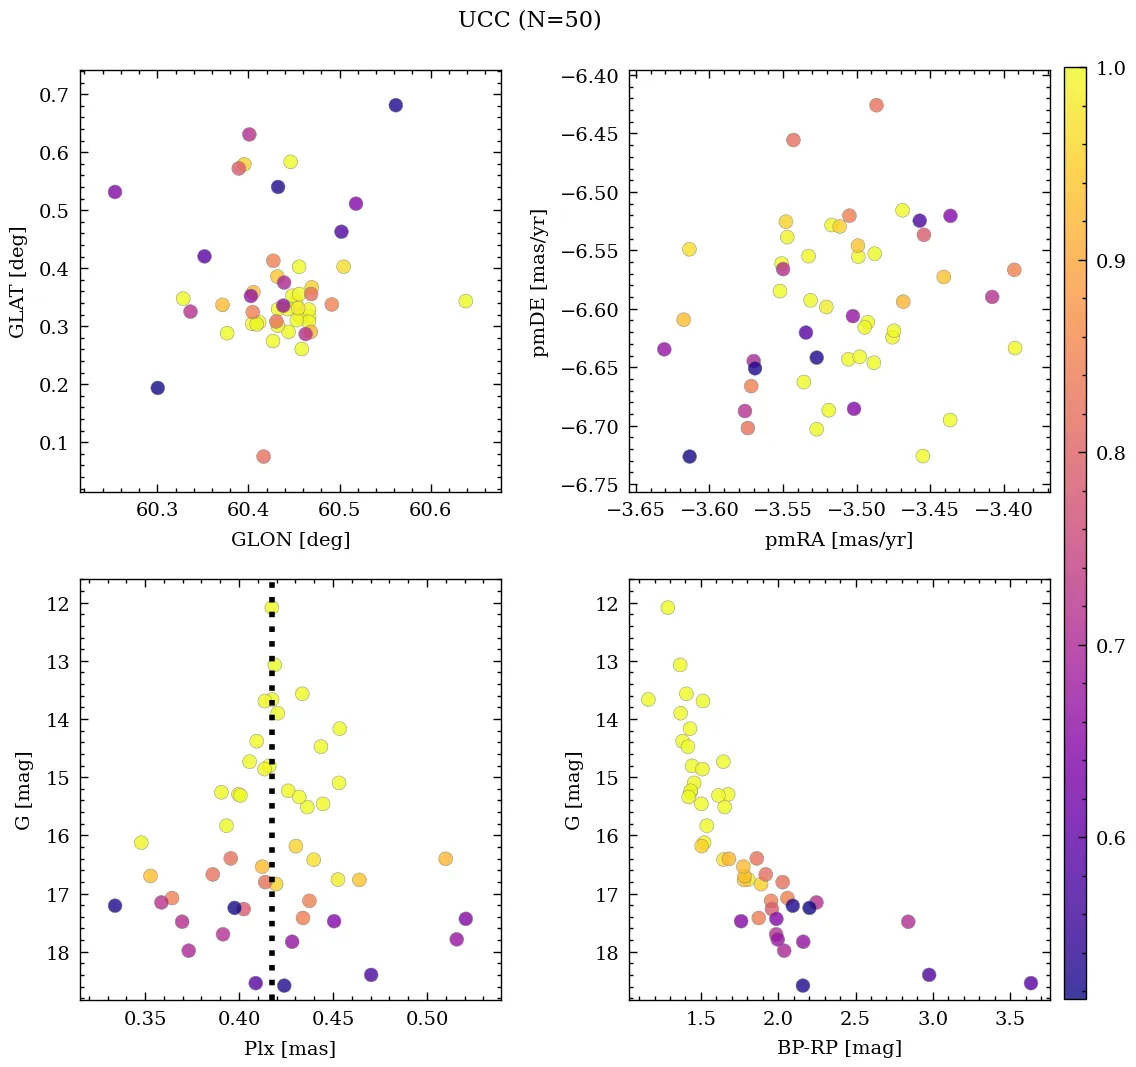 UCC (N=50)
0.7
0.6
0.5
0.4
0.3
0.2
0.1
GLAT [deg]
60.3 60.4 60.5 60.6
GLON [deg]
−6.40
−6.45
−6.50
−6.55
−6.60
−6.65
−6.70
−6.75
pmDE [mas/yr]
−3.65 −3.60 −3.55 −3.50 −3.45 −3.40
pmRA [mas/yr]
12
13
14
15
16
17
18
G [mag]
0.35 0.40 0.45 0.50
Plx [mas]
12
13
14
15
16
17
18
G [mag]
1.5 2.0 2.5 3.0 3.5
BP-RP [mag]
1.0
0.9
0.8
0.7
0.6